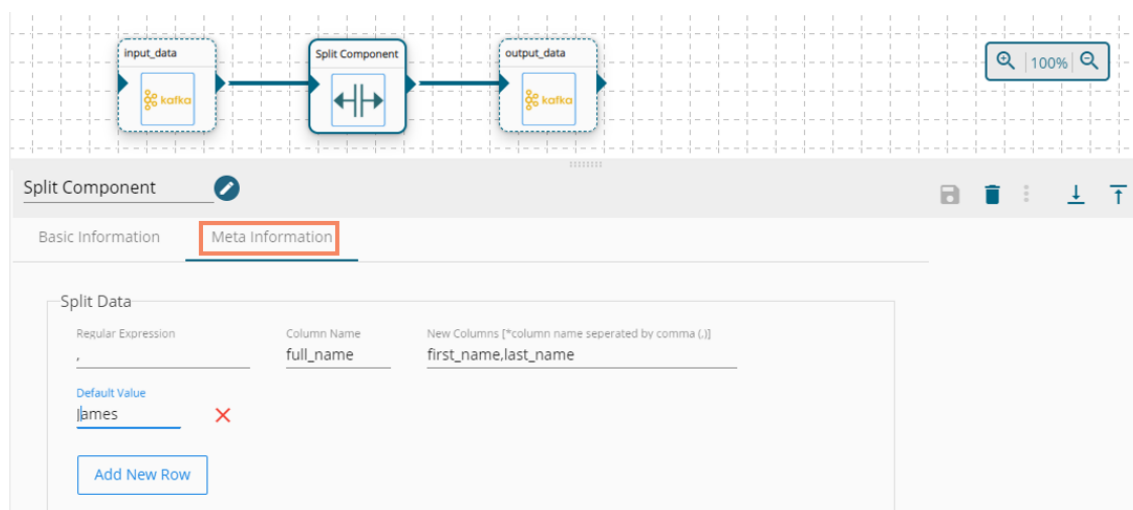 input_data
Split Component
output_data
kafka
kafka
100%
Split Component
Basic Information
Meta Information
Split Data
Regular Expression
Column Name
New Columns [*column name seperated by comma (,)]
,
full_name
first_name,last_name
Default Value
James
Add New Row